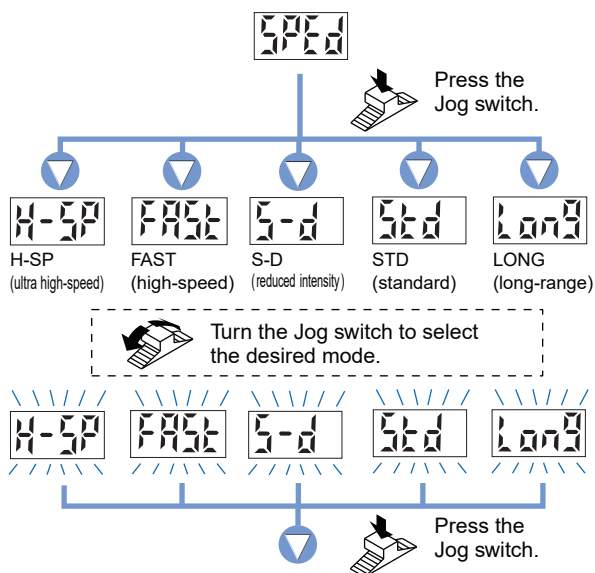 SPEd
Press the
Jog switch.
H-SP FASt S-d Std Long
H-SP FAST S-D STD LONG
(ultra high-speed) (high-speed) (reduced intensity) (standard) (long-range)
Turn the Jog switch to select
the desired mode.
H-SP FASt S-d Std Long
Press the
Jog switch.